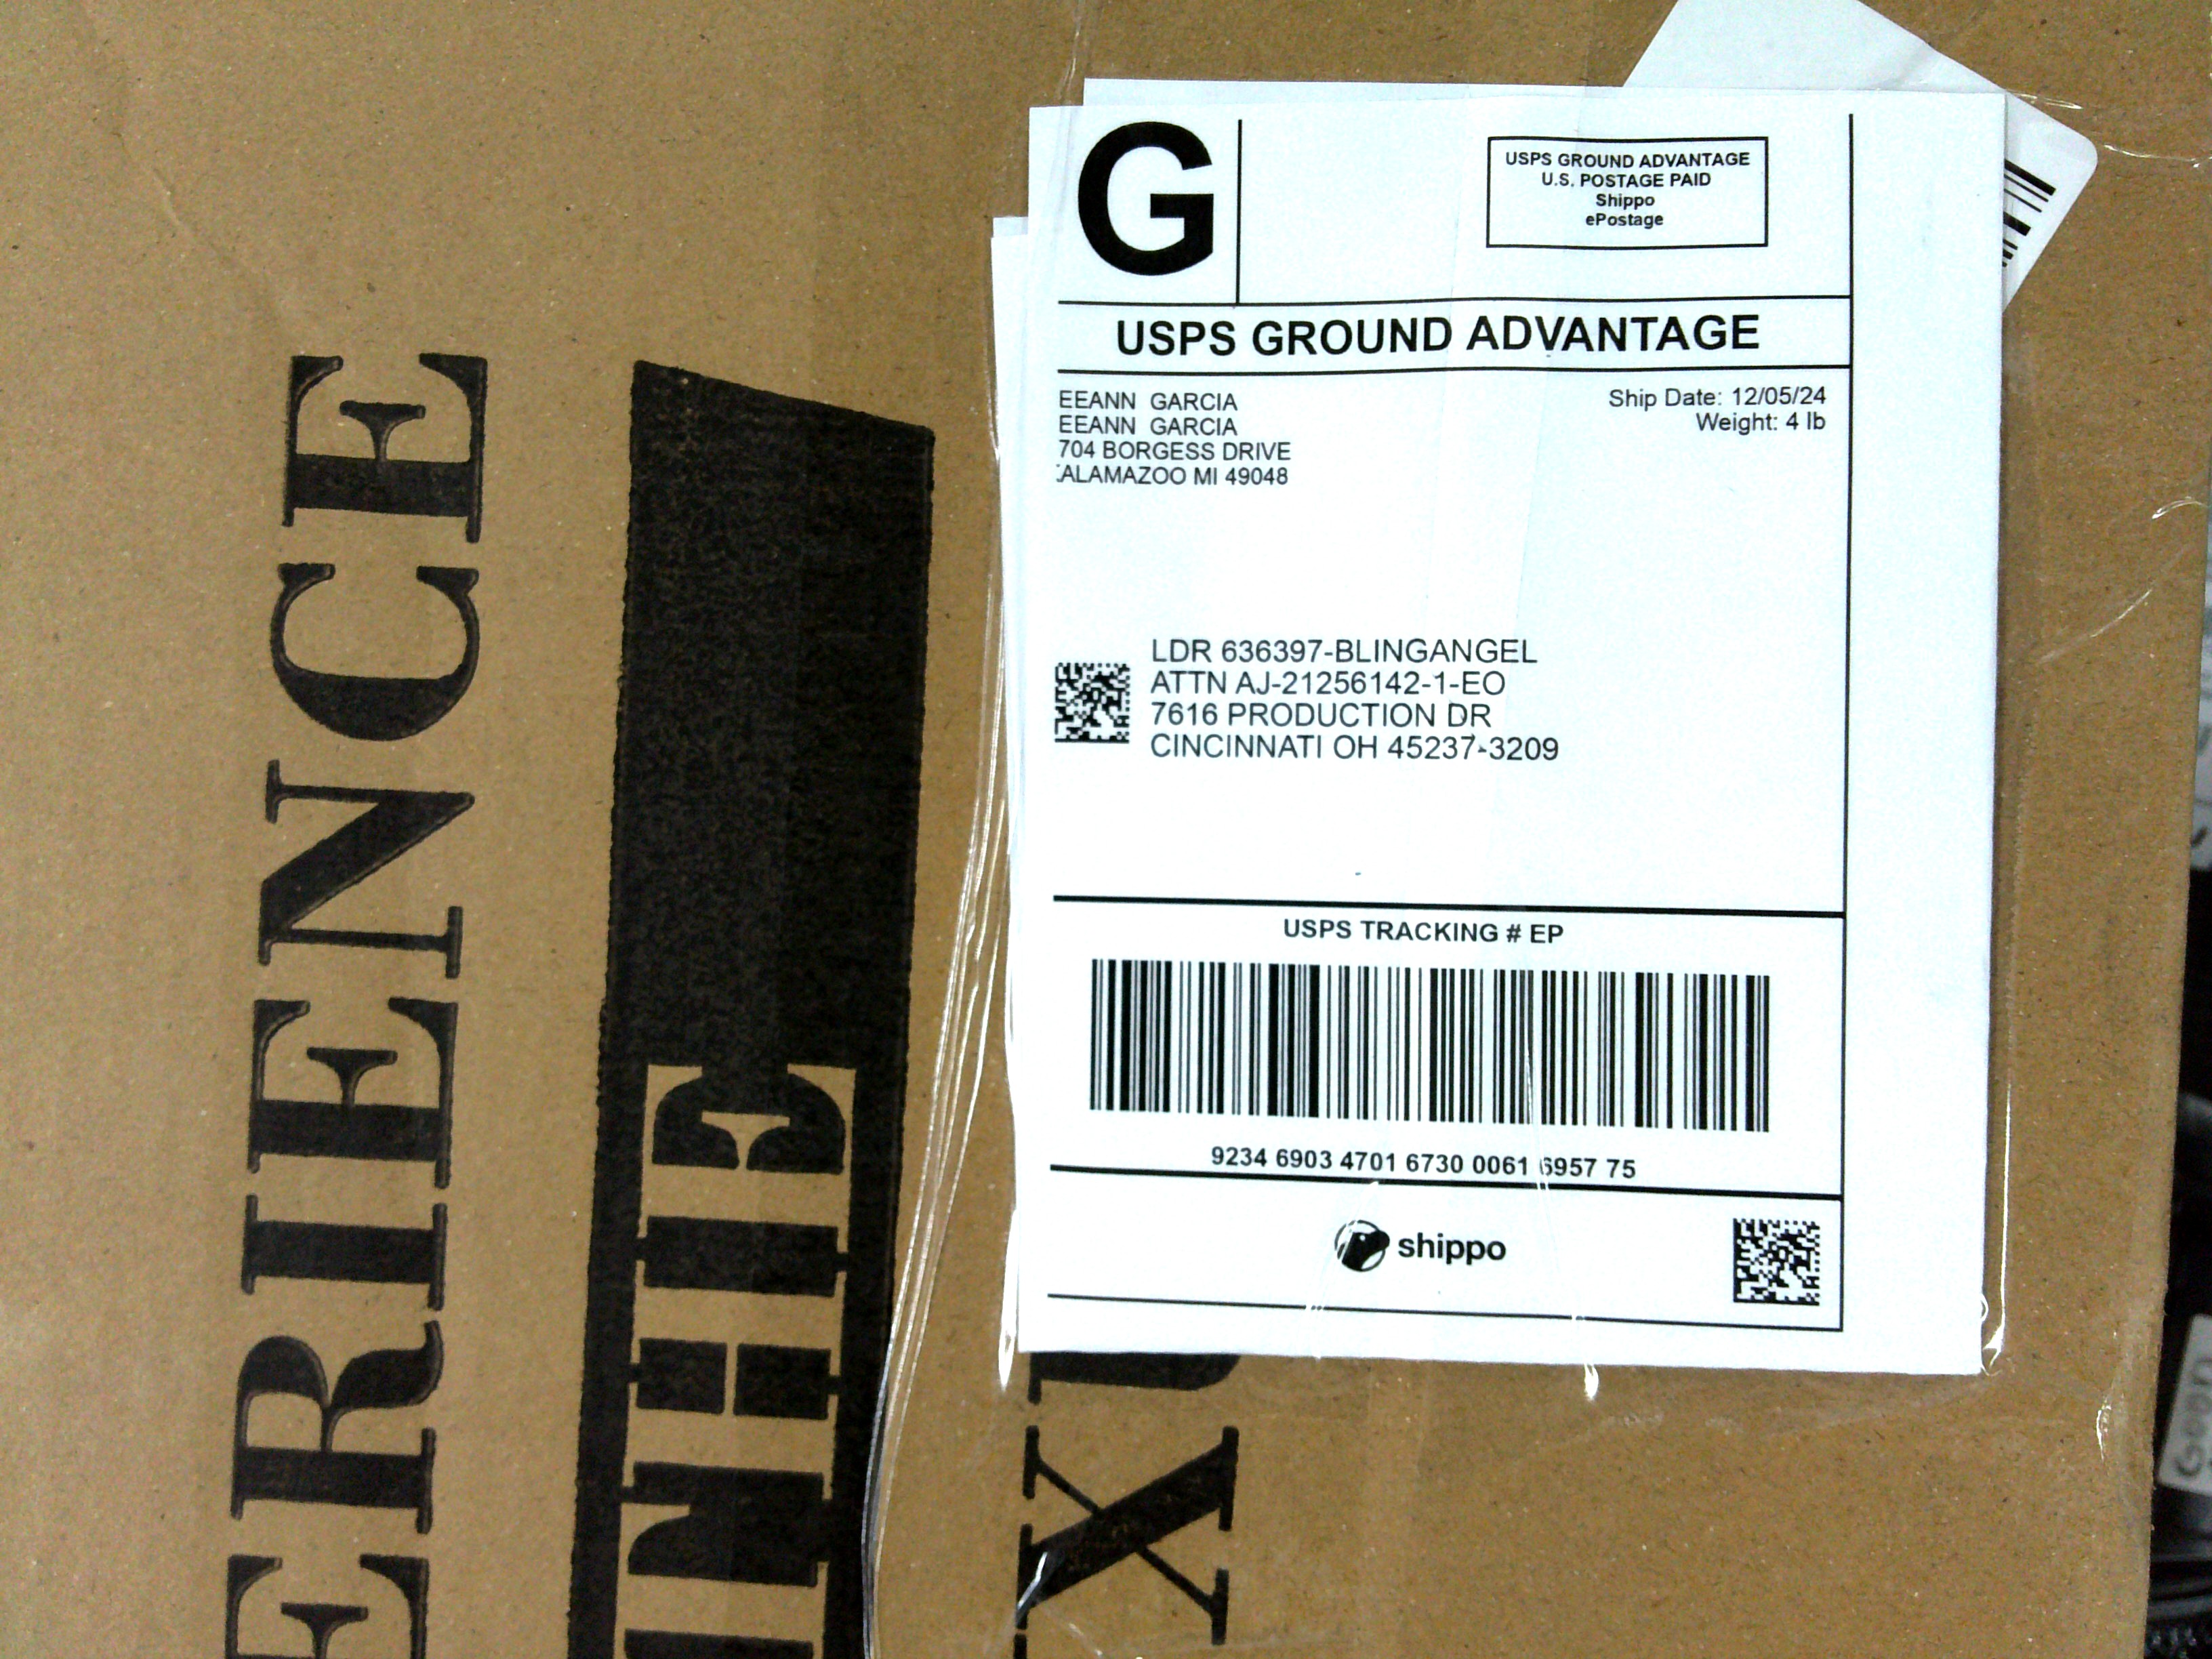 G
USPS GROUND ADVANTAGE
U.S. POSTAGE PAID
Shippo
ePostage
USPS GROUND ADVANTAGE
EEANN GARCIA
EEANN GARCIA
704 BORGESS DRIVE
ALAMAZOO MI 49048
Ship Date: 12/05/24
Weight: 4 lb
LDR 636397-BLINGANGEL
ATTN AJ-21256142-1-EO
7616 PRODUCTION DR
CINCINNATI OH 45237-3209
USPS TRACKING # EP
9234 6903 4701 6730 0061 6957 75
shippo
ERIENCE